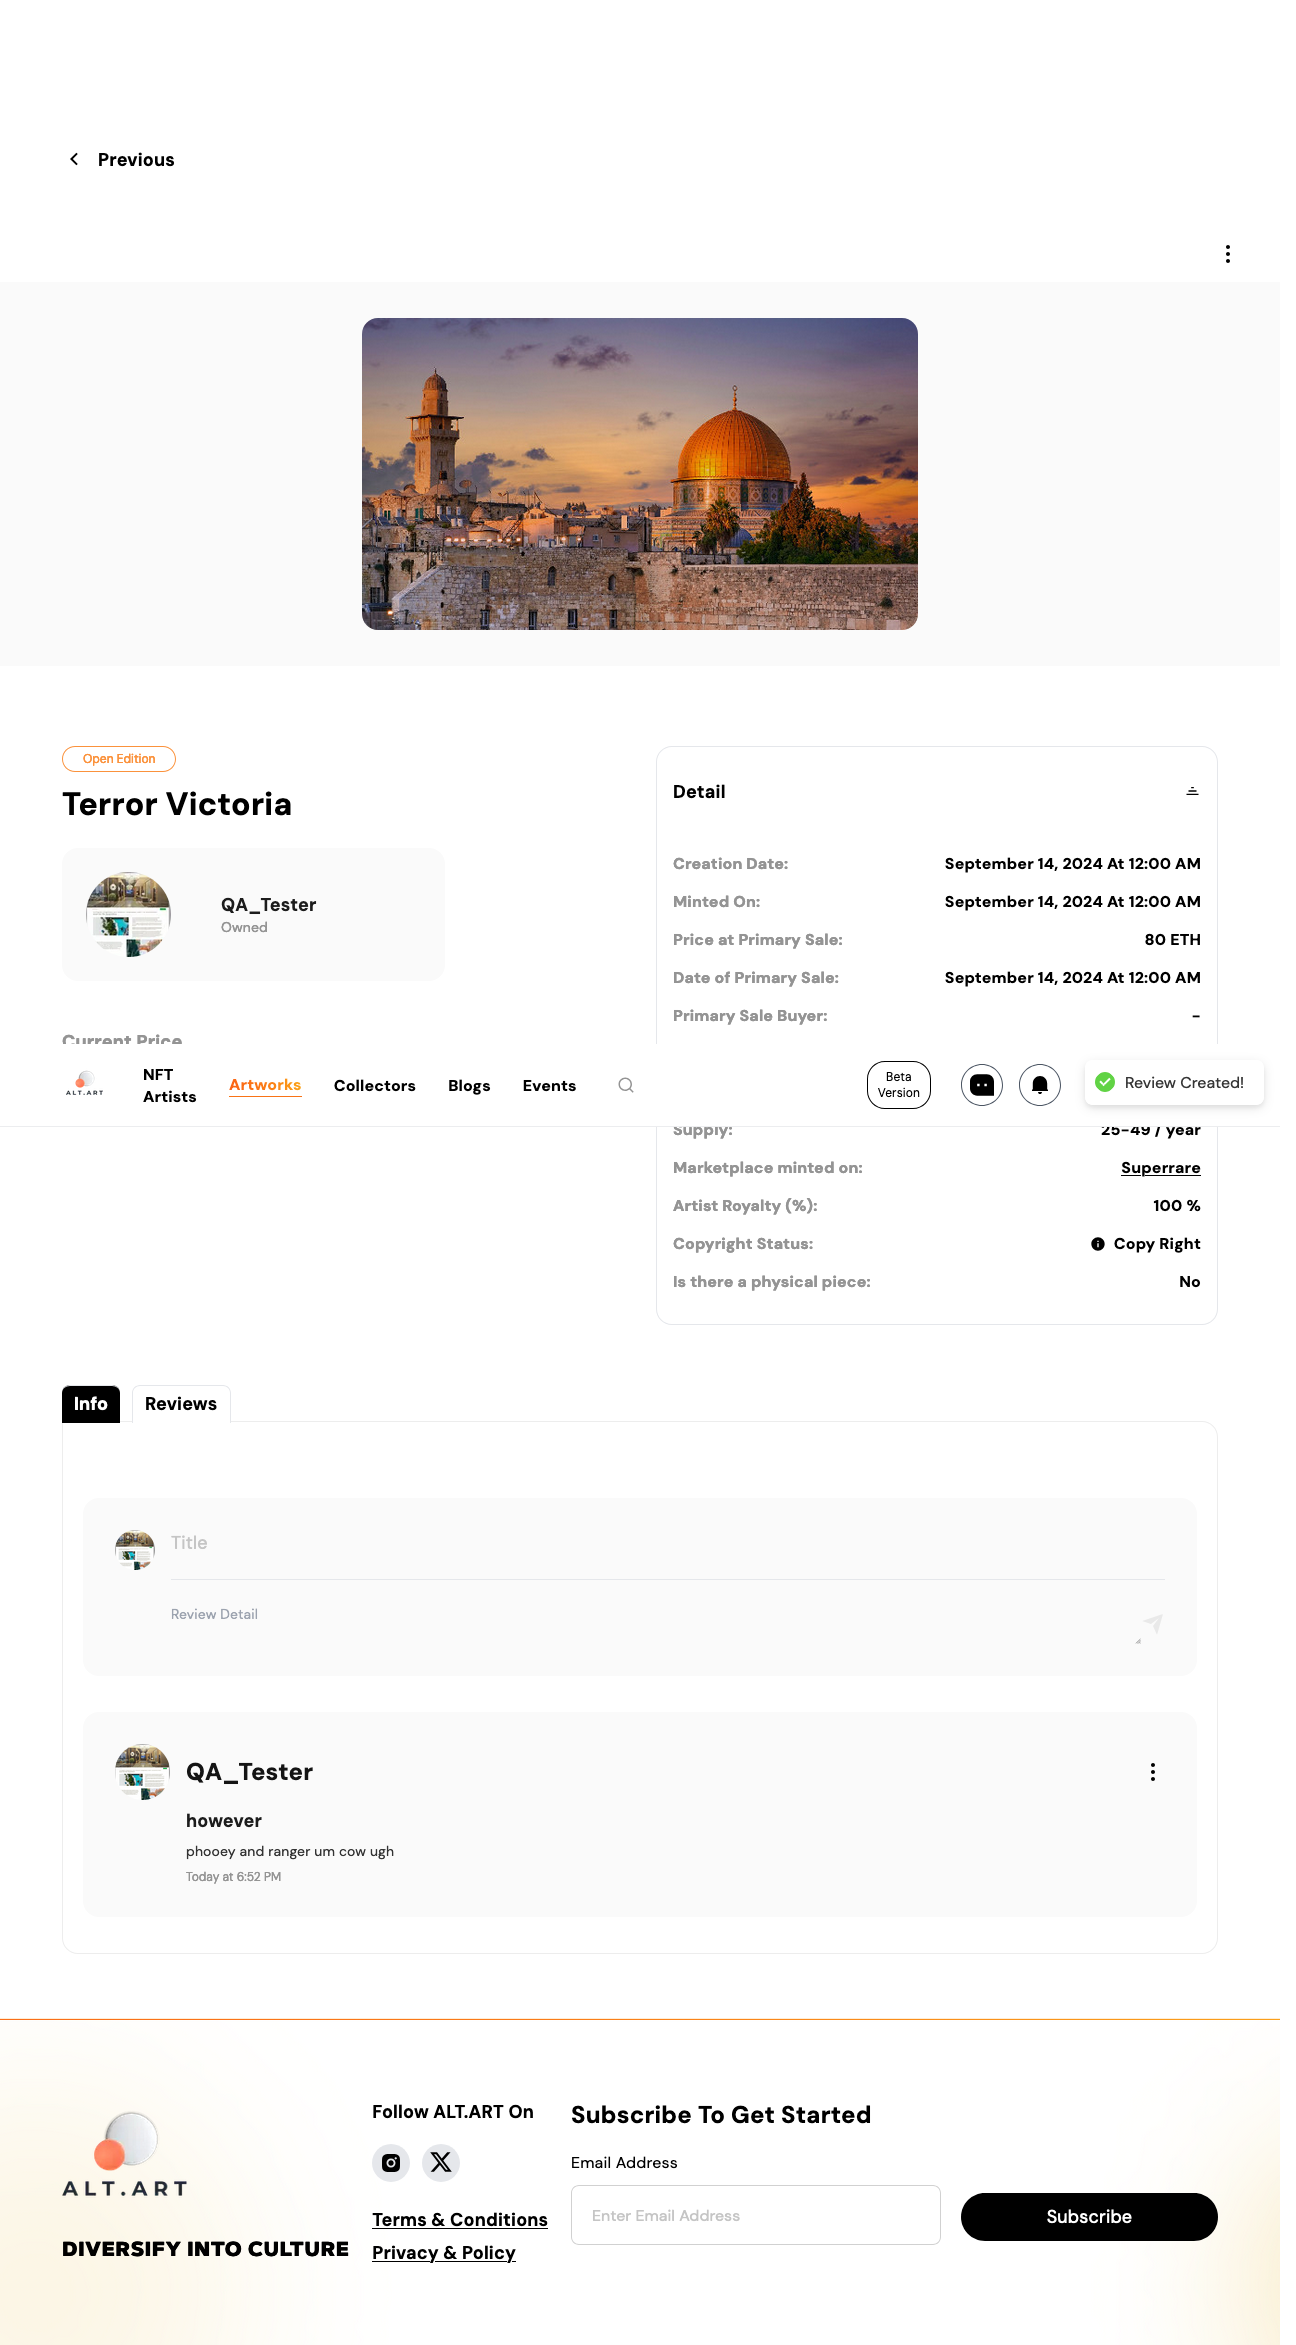 Previous
Open Edition
Terror Victoria
QA_Tester
Owned
Current Price
Detail
Creation Date: September 14, 2024 At 12:00 AM
Minted On: September 14, 2024 At 12:00 AM
Price at Primary Sale: 80 ETH
Date of Primary Sale: September 14, 2024 At 12:00 AM
Primary Sale Buyer: -
ALT.ART
NFT
Artists
Artworks
Collectors
Blogs
Events
Beta
Version
Review Created!
Supply: 25-49 / year
Marketplace minted on: Superrare
Artist Royalty (%): 100 %
Copyright Status: Copy Right
Is there a physical piece: No
Info
Reviews
Title
Review Detail
QA_Tester
however
phooey and ranger um cow ugh
Today at 6:52 PM
ALT.ART
DIVERSIFY INTO CULTURE
Follow ALT.ART On
Terms & Conditions
Privacy & Policy
Subscribe To Get Started
Email Address
Enter Email Address
Subscribe